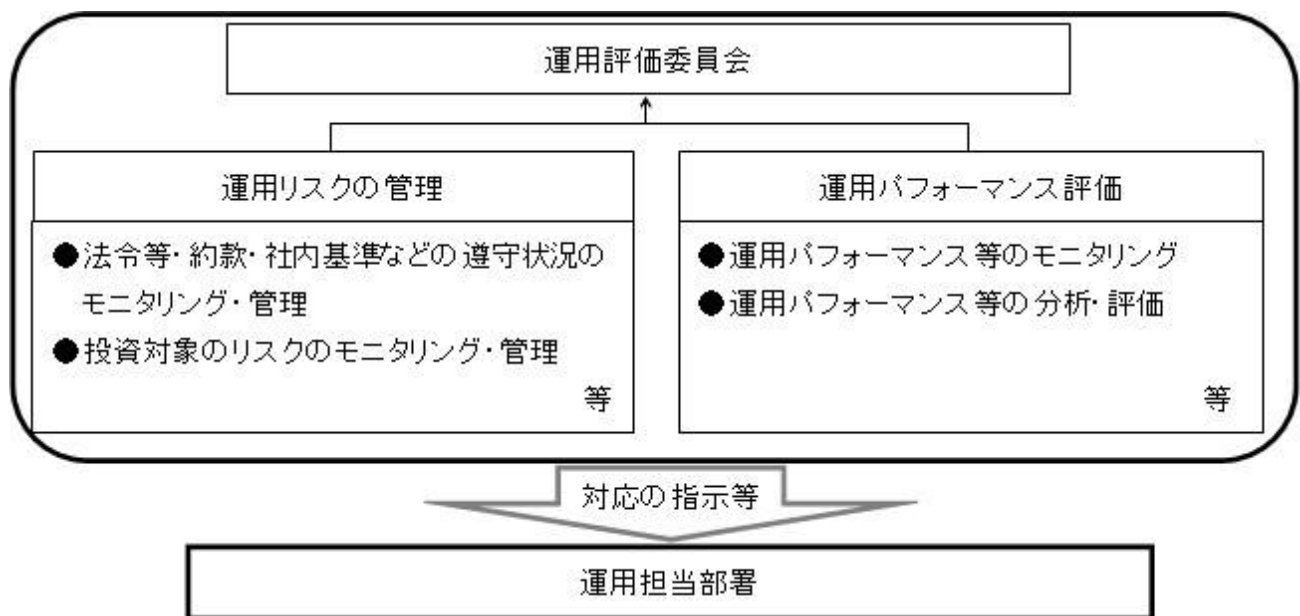 運用評価委員会
運用リスクの管理
●法令等・約款・社内基準などの遵守状況の
モニタリング・管理
●投資対象のリスクのモニタリング・管理
等
運用パフォーマンス評価
●運用パフォーマンス等のモニタリング
●運用パフォーマンス等の分析・評価
等
対応の指示等
運用担当部署